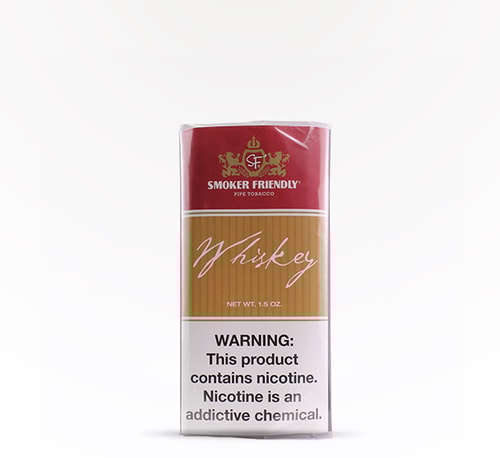 SF
SMOKER FRIENDLY®
PIPE TOBACCO
Whiskey
NET WT. 1.5 OZ.
WARNING:
This product
contains nicotine.
Nicotine is an
addictive chemical.